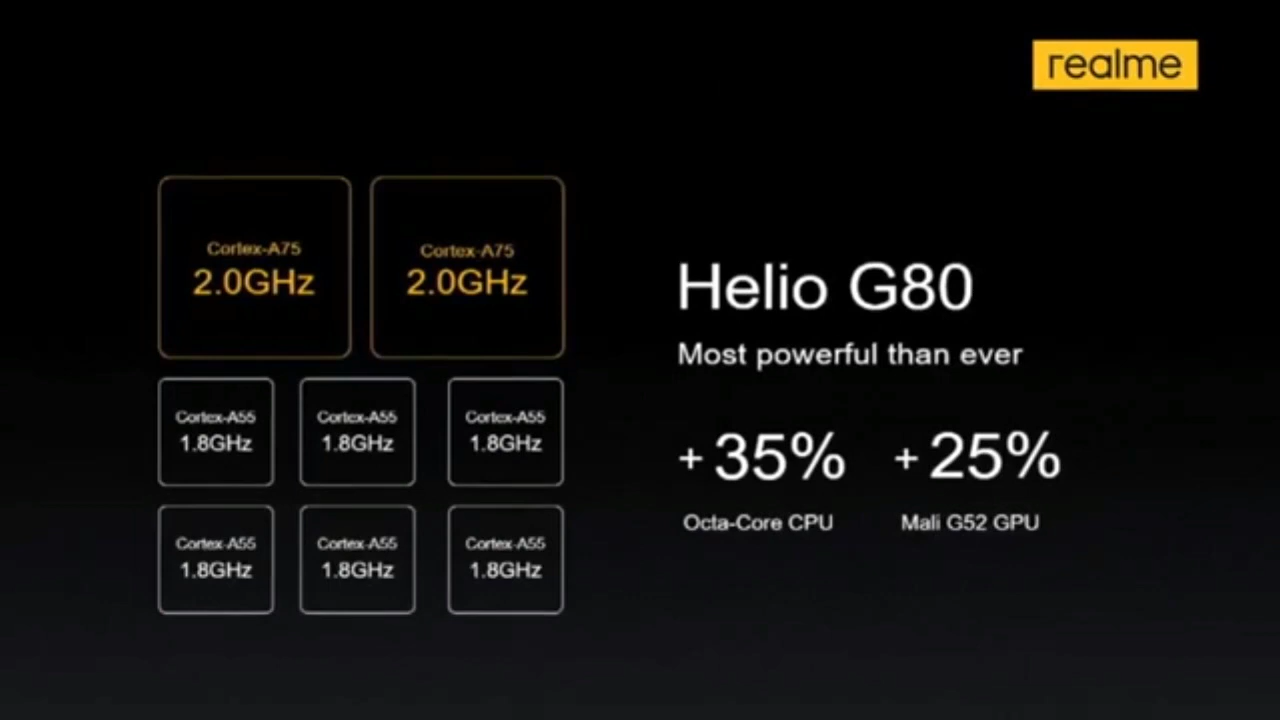 realme
Cortex-A75
2.0GHz
Cortex-A75
2.0GHz
Cortex-A55
1.8GHz
Cortex-A55
1.8GHz
Cortex-A55
1.8GHz
Cortex-A55
1.8GHz
Cortex-A55
1.8GHz
Cortex-A55
1.8GHz
Helio G80
Most powerful than ever
+35%
Octa-Core CPU
+25%
Mali G52 GPU